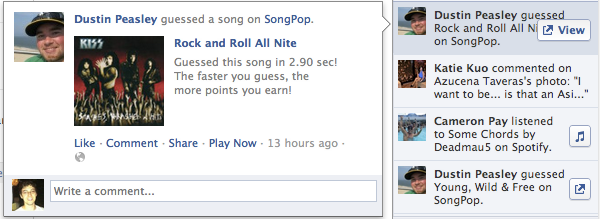 Dustin Peasley guessed a song on SongPop.
KISS
Rock and Roll All Nite
Guessed this song in 2.90 sec!
The faster you guess, the
more points you earn!
Like · Comment · Share · Play Now · 13 hours ago ·
Write a comment...
Dustin Peasley guessed
Rock and Roll All Ni
on SongPop.
View
Katie Kuo commented on
Azucena Taveras's photo: "I
want to be... is that an Asi..."
Cameron Pay listened
to Some Chords by
Deadmau5 on Spotify.
Dustin Peasley guessed
Young, Wild & Free on
SongPop.